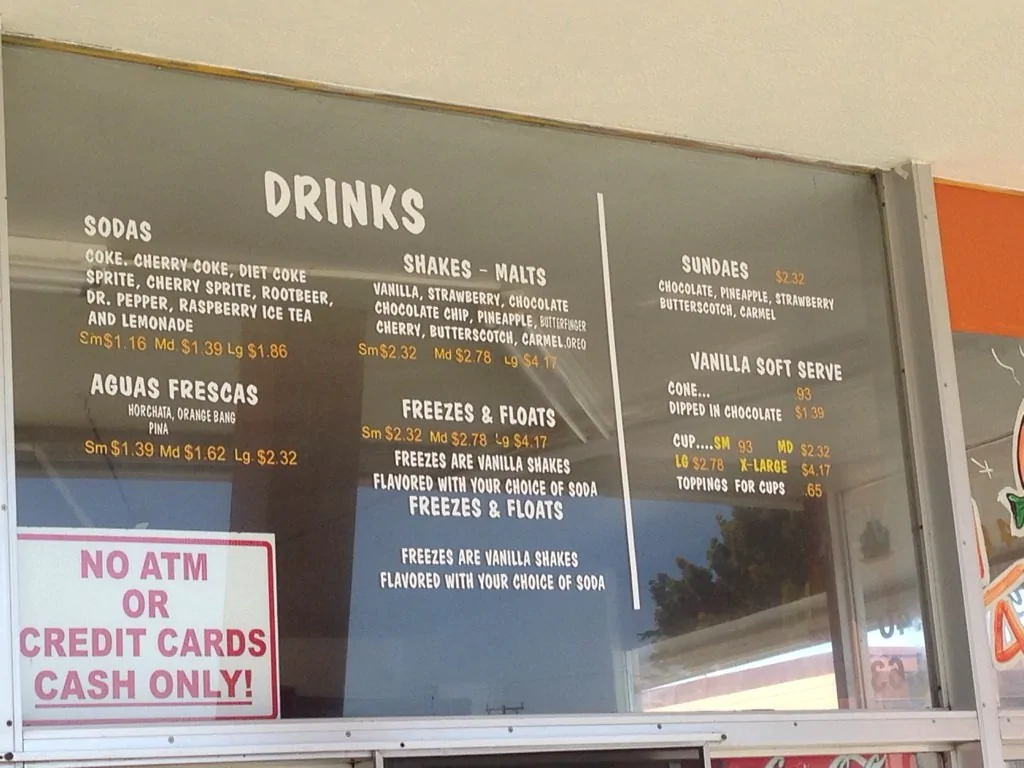 DRINKS
SODAS
COKE. CHERRY COKE, DIET COKE
SPRITE, CHERRY SPRITE, ROOTBEER,
DR. PEPPER, RASPBERRY ICE TEA
AND LEMONADE
Sm$1.16 Md $1.39 Lg $1.86
AGUAS FRESCAS
HORCHATA, ORANGE BANG
PINA
Sm $1.39 Md $1.62 Lg. $2.32
SHAKES - MALTS
VANILLA, STRAWBERRY, CHOCOLATE
CHOCOLATE CHIP, PINEAPPLE, BUTTERFINGER
CHERRY, BUTTERSCOTCH, CARMEL.OREO
Sm$2.32 Md $2.78 Lg $4.17
FREEZES & FLOATS
Sm $2.32 Md $2.78 Lg $4.17
FREEZES ARE VANILLA SHAKES
FLAVORED WITH YOUR CHOICE OF SODA
FREEZES & FLOATS
FREEZES ARE VANILLA SHAKES
FLAVORED WITH YOUR CHOICE OF SODA
SUNDAES $2.32
CHOCOLATE, PINEAPPLE, STRAWBERRY
BUTTERSCOTCH, CARMEL
VANILLA SOFT SERVE
CONE... .93
DIPPED IN CHOCOLATE $1.39
CUP....SM .93 MD $2.32
LG $2.78 X-LARGE $4.17
TOPPINGS FOR CUPS .65
NO ATM
OR
CREDIT CARDS
CASH ONLY!